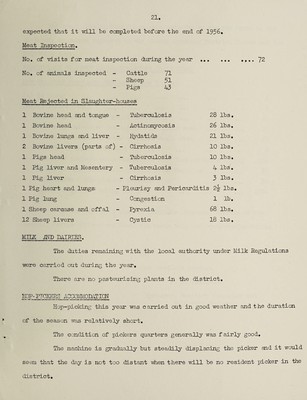 21.
expected that it will be completed before the end of 1956.
Meat Inspection.
No. of visits for meat inspection during the year ... ... .... 72
No. of animals inspected - Cattle 71
- Sheep 51
- Pigs 43
Meat Rejected in Slaughter-houses
1 Bovine head and tongue - Tuberculosis 28 lbs.
1 Bovine head - Actinomycosis 26 lbs.
1 Bovine lungs and liver - Hydatids 21 lbs.
2 Bovine livers (parts of) - Cirrhosis 10 lbs.
1 Pigs head - Tuberculosis 10 lbs.
1 Pig liver and Mesentery - Tuberculosis 4 lbs.
1 Pig liver - Cirrhosis 3 lbs.
1 Pig heart and lungs - Pleurisy and Pericarditis 2½ lbs.
1 Pig lung - Congestion 1 lb.
1 Sheep carcase and offal - Pyrexia 68 lbs.
12 Sheep livers - Cystic 18 lbs.
MILK AND DAIRIES.
The duties remaining with the local authority under Milk Regulations
were carried out during the year.
There are no pasteurizing plants in the district.
HOP-PICKERS ACCOMMODATION
Hop-picking this year was carried out in good weather and the duration
of the season was relatively short.
The condition of pickers quarters generally was fairly good.
The machine is gradually but steadily displacing the picker and it would
seem that the day is not too distant when there will be no resident picker in the
district.